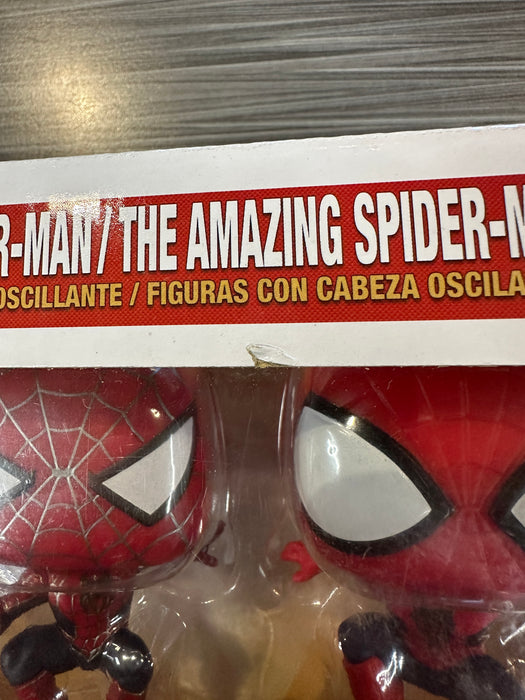 R-MAN / THE AMAZING SPIDER-M
OSCILLANTE / FIGURAS CON CABEZA OSCILA